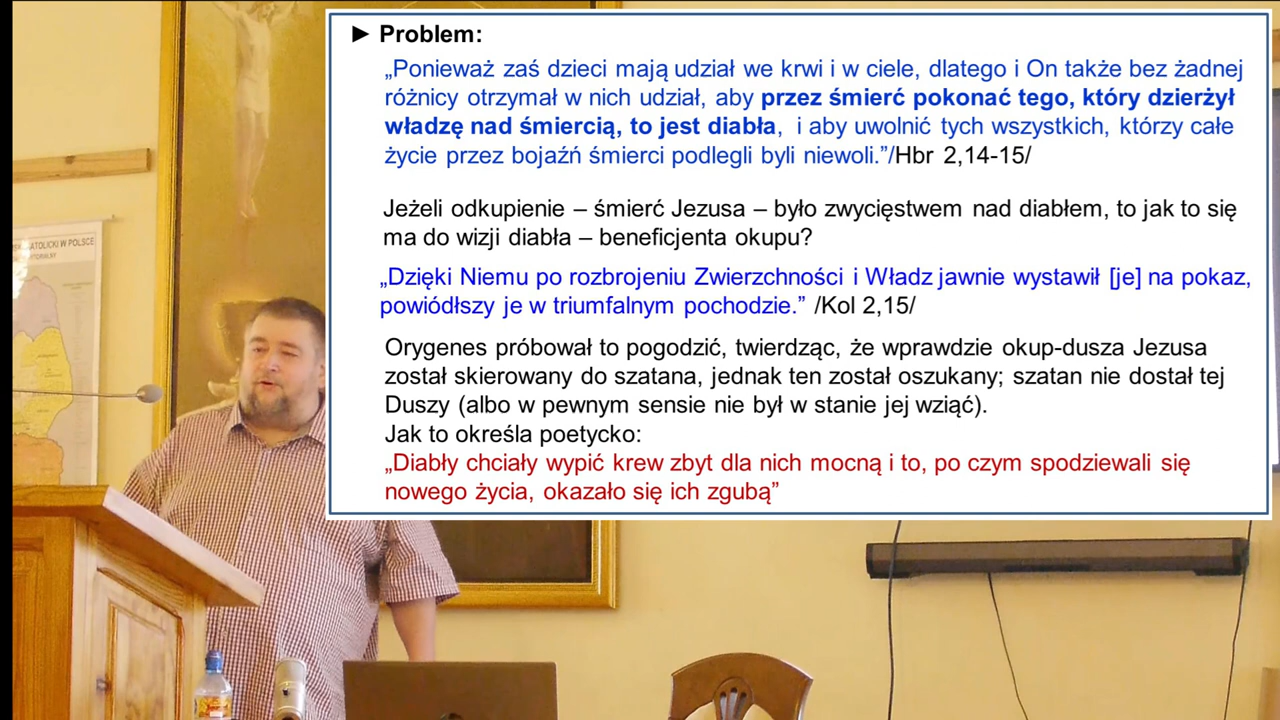 ► Problem:
„Ponieważ zaś dzieci mają udział we krwi i w ciele, dlatego i On także bez żadnej
różnicy otrzymał w nich udział, aby przez śmierć pokonać tego, który dzierżył
władzę nad śmiercią, to jest diabła, i aby uwolnić tych wszystkich, którzy całe
życie przez bojaźń śmierci podlegli byli niewoli.”/Hbr 2,14-15/
Jeżeli odkupienie – śmierć Jezusa – było zwycięstwem nad diabłem, to jak to się
ma do wizji diabła – beneficjenta okupu?
„Dzięki Niemu po rozbrojeniu Zwierzchności i Władz jawnie wystawił [je] na pokaz,
powiódłszy je w triumfalnym pochodzie.” /Kol 2,15/
Orygenes próbował to pogodzić, twierdząc, że wprawdzie okup-dusza Jezusa
został skierowany do szatana, jednak ten został oszukany; szatan nie dostał tej
Duszy (albo w pewnym sensie nie był w stanie jej wziąć).
Jak to określa poetycko:
„Diabły chciały wypić krew zbyt dla nich mocną i to, po czym spodziewali się
nowego życia, okazało się ich zgubą”
ATOLICKI W POLSCE